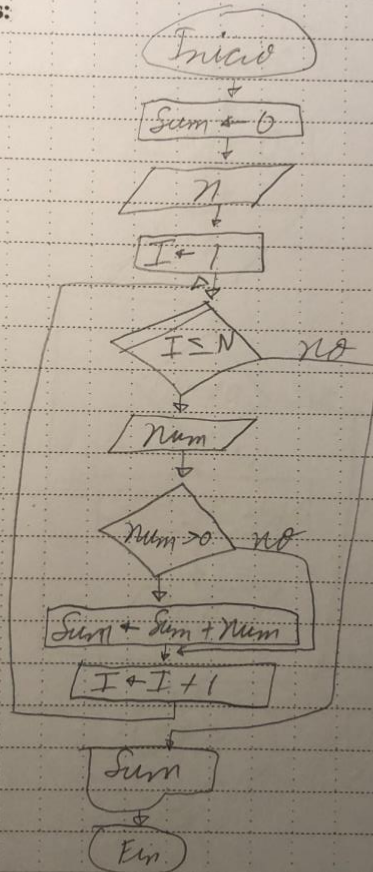 s:
Inicio
Sum ← 0
N
I ← 1
I ≤ N no
Num
Num >0 no
Sum ← Sum + Num
I ← I + 1
Sum
Fin